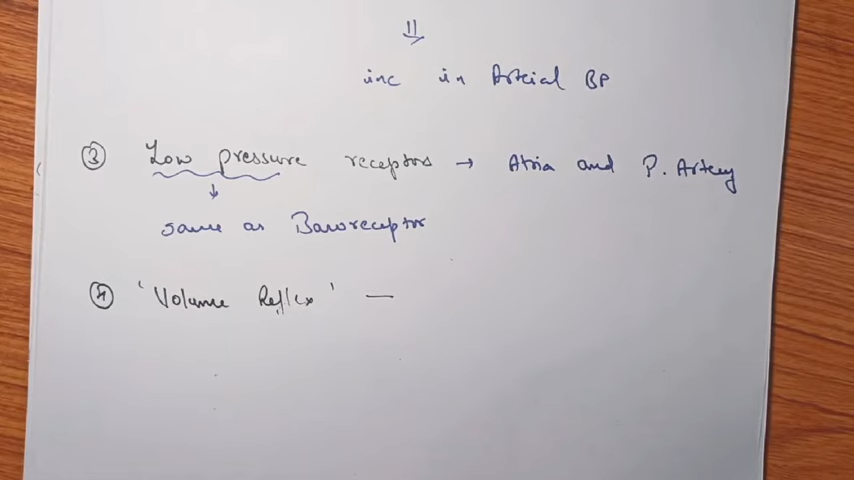 ⇓
inc in Arterial BP
③ Low pressure receptors → Atria and P. Artery
↓
same as Baroreceptor
④ 'Volume Reflex' —